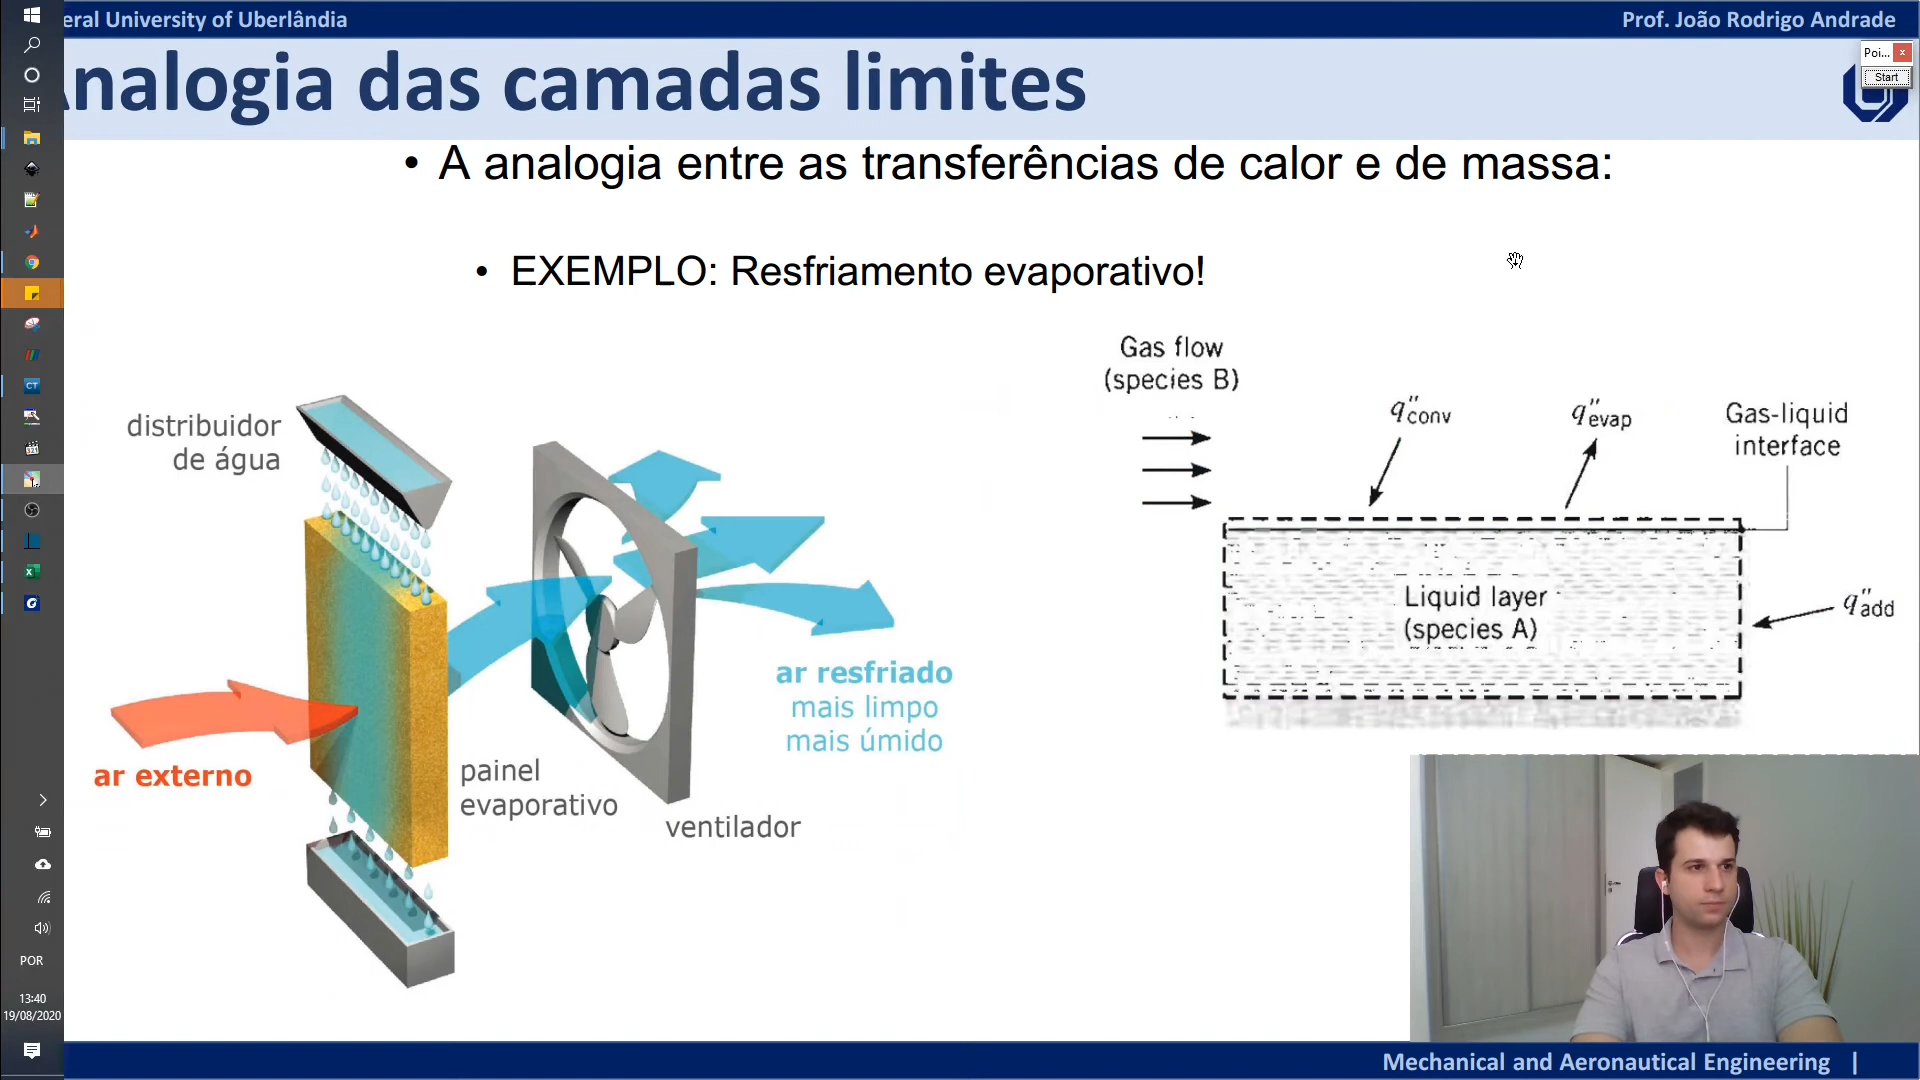 eral University of Uberlândia
Prof. João Rodrigo Andrade
Poi...
x
Start
nalogia das camadas limites
• A analogia entre as transferências de calor e de massa:
• EXEMPLO: Resfriamento evaporativo!
distribuidor
de água
ar externo
painel
evaporativo
ventilador
ar resfriado
mais limpo
mais úmido
Gas flow
(species B)
q″conv
q″evap
Gas-liquid
interface
Liquid layer
(species A)
q″add
CT
POR
13:40
19/08/2020
Mechanical and Aeronautical Engineering |